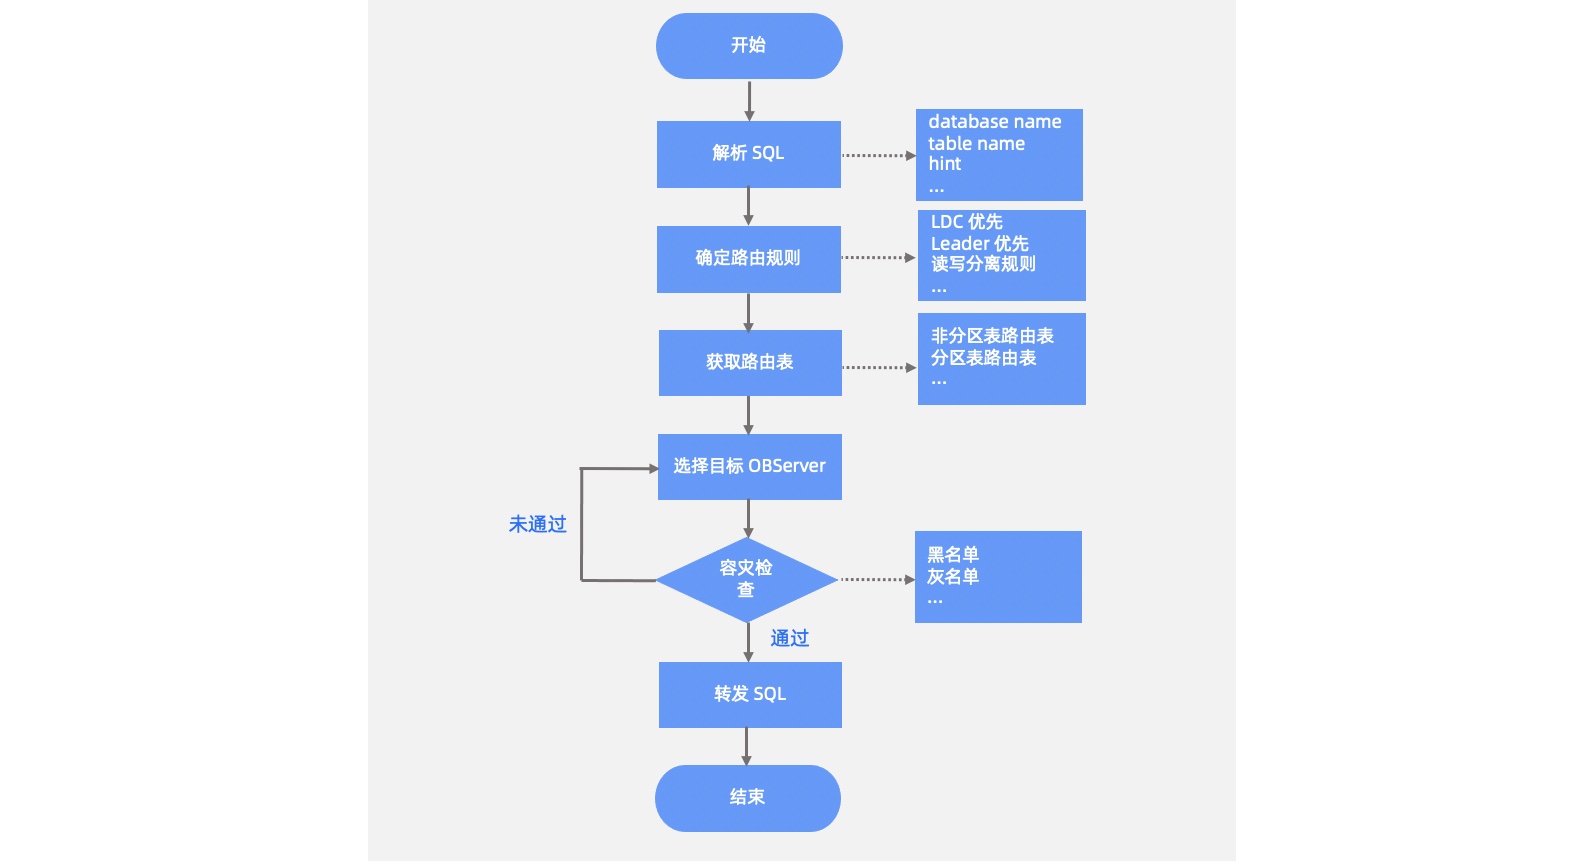 开始
解析 SQL
database name
table name
hint
...
确定路由规则
LDC 优先
Leader 优先
读写分离规则
...
获取路由表
非分区表路由表
分区表路由表
...
选择目标 OBServer
未通过
容灾检
查
黑名单
灰名单
...
通过
转发 SQL
结束